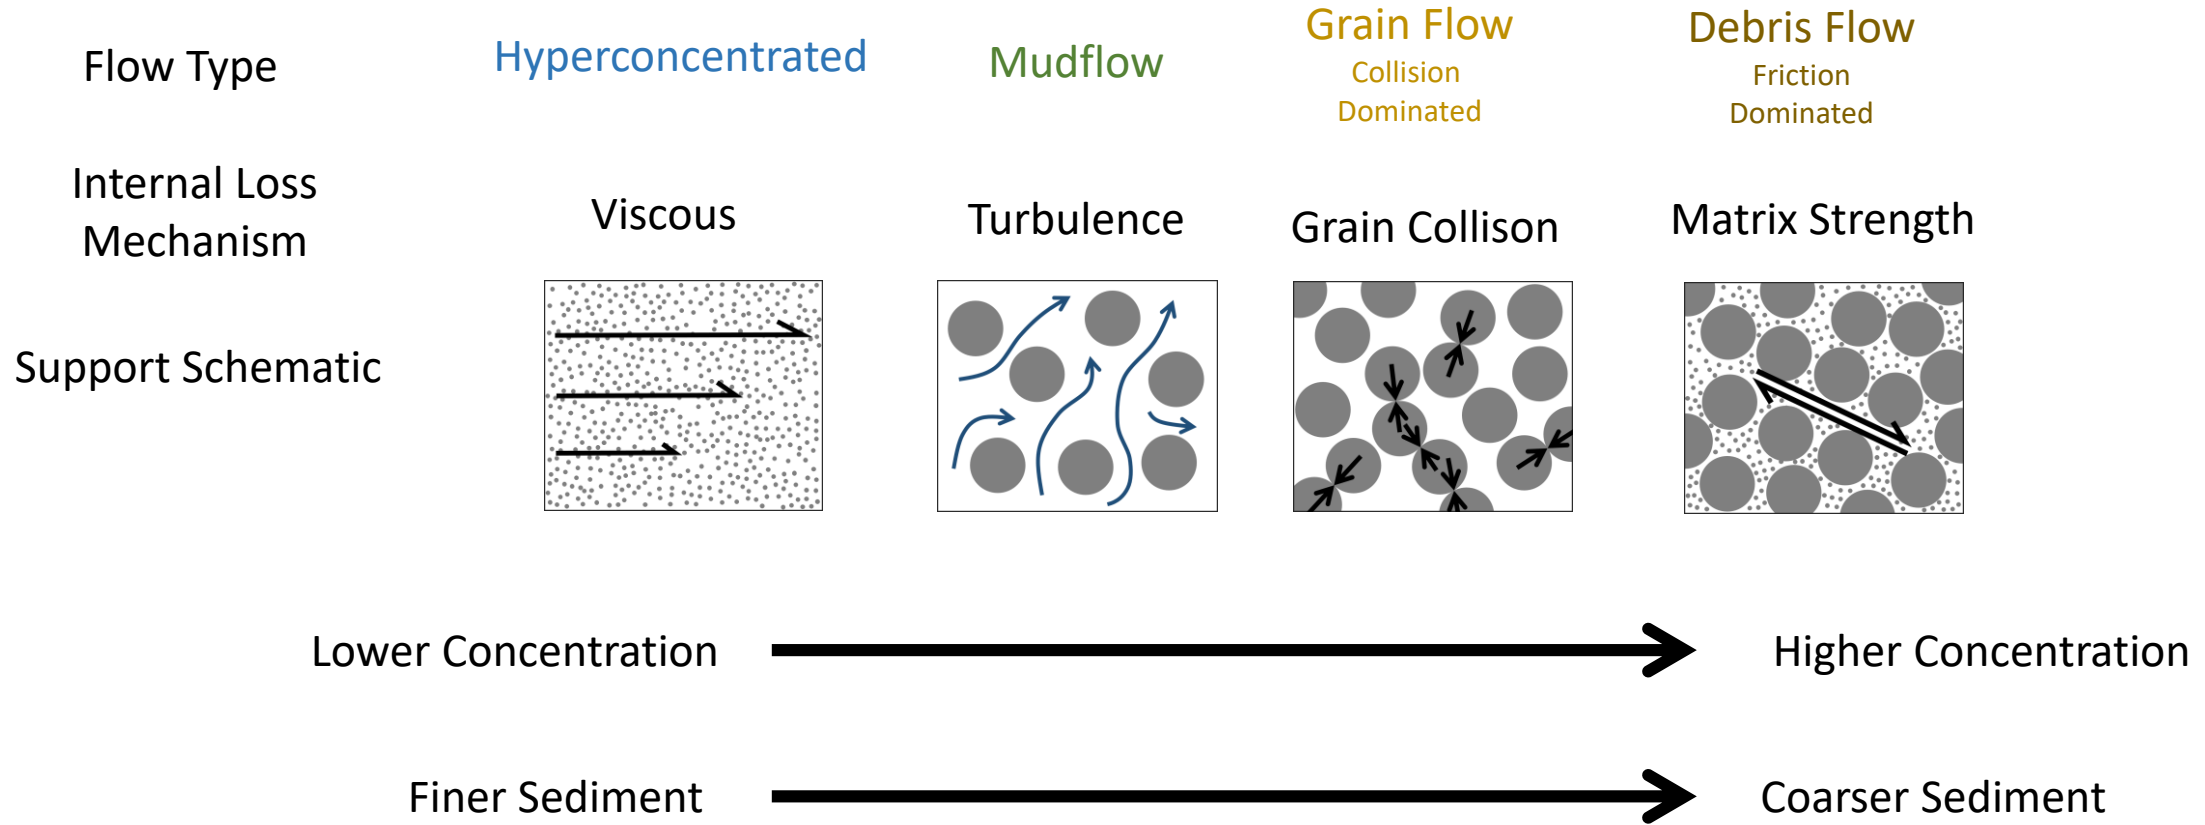 Flow Type
Hyperconcentrated
Mudflow
Grain Flow
Collision
Dominated
Debris Flow
Friction
Dominated
Internal Loss
Mechanism
Viscous
Turbulence
Grain Collison
Matrix Strength
Support Schematic
Lower Concentration
Higher Concentration
Finer Sediment
Coarser Sediment